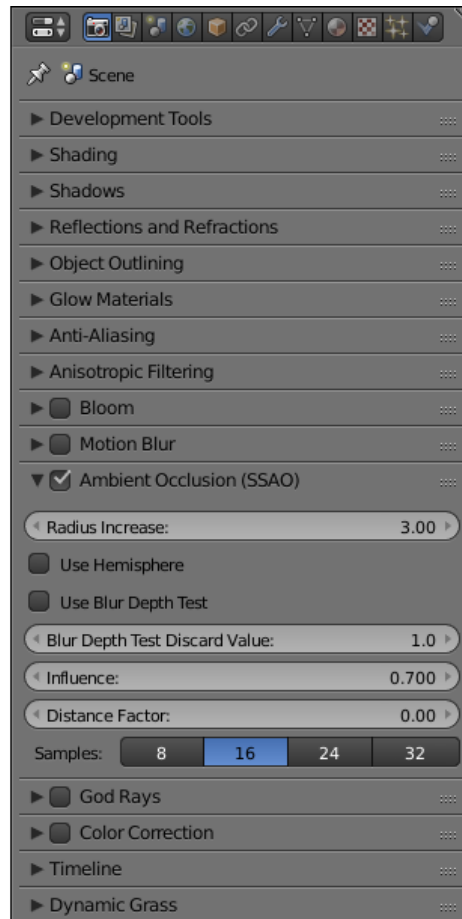 Scene
Development Tools
Shading
Shadows
Reflections and Refractions
Object Outlining
Glow Materials
Anti-Aliasing
Anisotropic Filtering
Bloom
Motion Blur
Ambient Occlusion (SSAO)
Radius Increase: 3.00
Use Hemisphere
Use Blur Depth Test
Blur Depth Test Discard Value: 1.0
Influence: 0.700
Distance Factor: 0.00
Samples: 8 16 24 32
God Rays
Color Correction
Timeline
Dynamic Grass